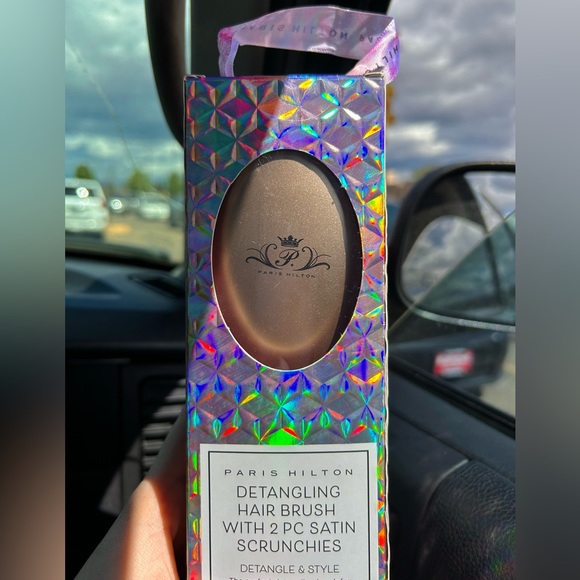 P.
PARIS HILTON
PARIS HILTON
DETANGLING
HAIR BRUSH
WITH 2 PC SATIN
SCRUNCHIES
DETANGLE & STYLE